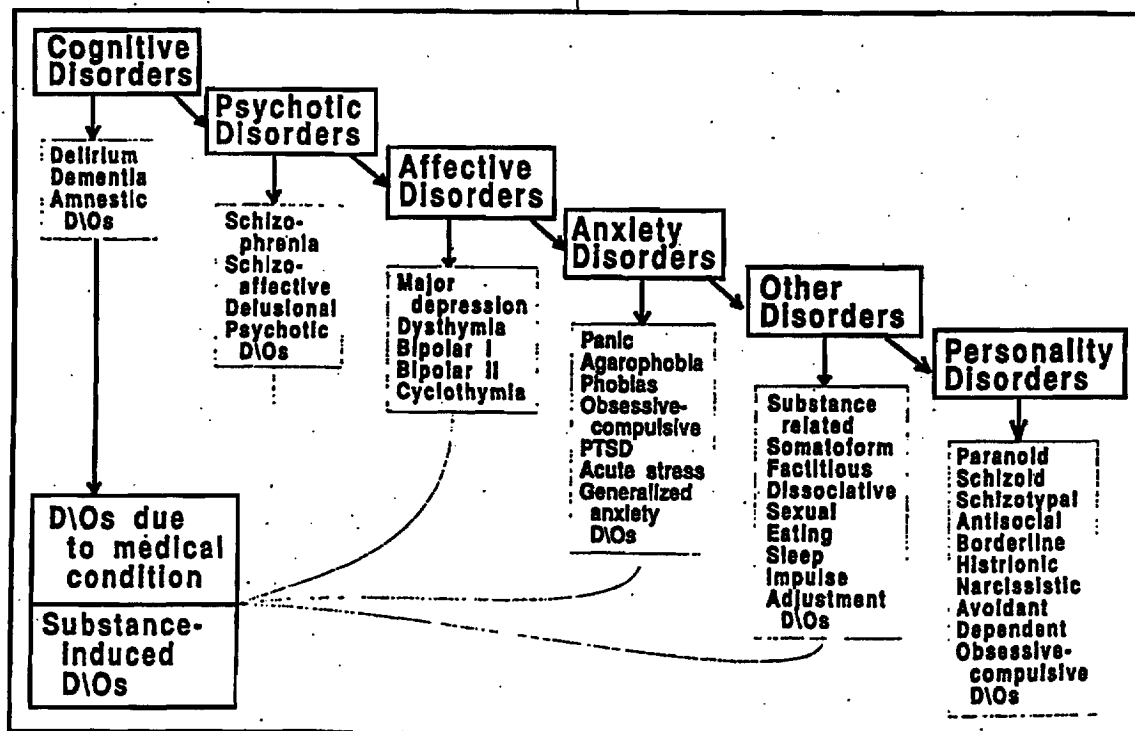 Cognitive
Disorders
Delirium
Dementia
Amnestic
D\Os
Psychotic
Disorders
Schizo-
phrenia
Schizo-
affective
Delusional
Psychotic
D\Os
Affective
Disorders
Major
depression
Dysthymia
Bipolar I
Bipolar II
Cyclothymia
Anxiety
Disorders
Panic
Agarophobia
Phobias
Obsessive-
compulsive
PTSD
Acute stress
Generalized
anxiety
D\Os
Other
Disorders
Substance
related
Somatoform
Factitious
Dissociative
Sexual
Eating
Sleep
Impulse
Adjustment
D\Os
Personality
Disorders
Paranoid
Schizoid
Schizotypal
Antisocial
Borderline
Histrionic
Narcissistic
Avoidant
Dependent
Obsessive-
compulsive
D\Os
D\Os due
to medical
condition
Substance-
induced
D\Os